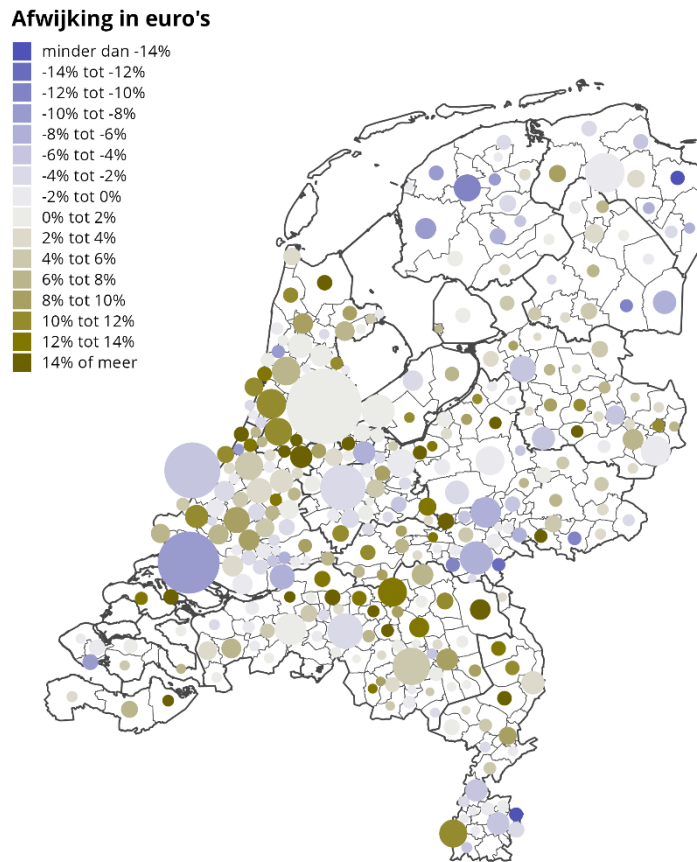 Afwijking in euro's
minder dan -14%
-14% tot -12%
-12% tot -10%
-10% tot -8%
-8% tot -6%
-6% tot -4%
-4% tot -2%
-2% tot 0%
0% tot 2%
2% tot 4%
4% tot 6%
6% tot 8%
8% tot 10%
10% tot 12%
12% tot 14%
14% of meer